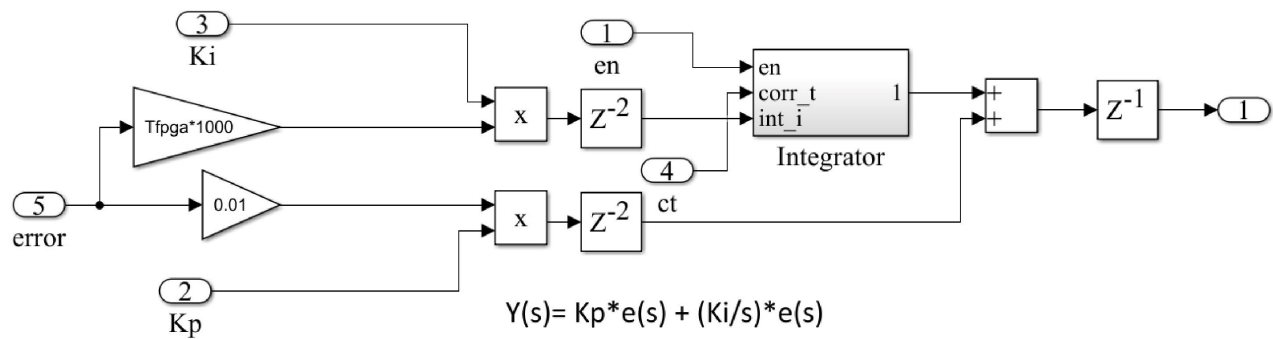 3
Ki
1
en
Tfpga*1000
x
Z-2
en
corr_t
int_i
1
Integrator
+
+
Z-1
1
4
ct
5
error
0.01
x
Z-2
2
Kp
Y(s)= Kp*e(s) + (Ki/s)*e(s)